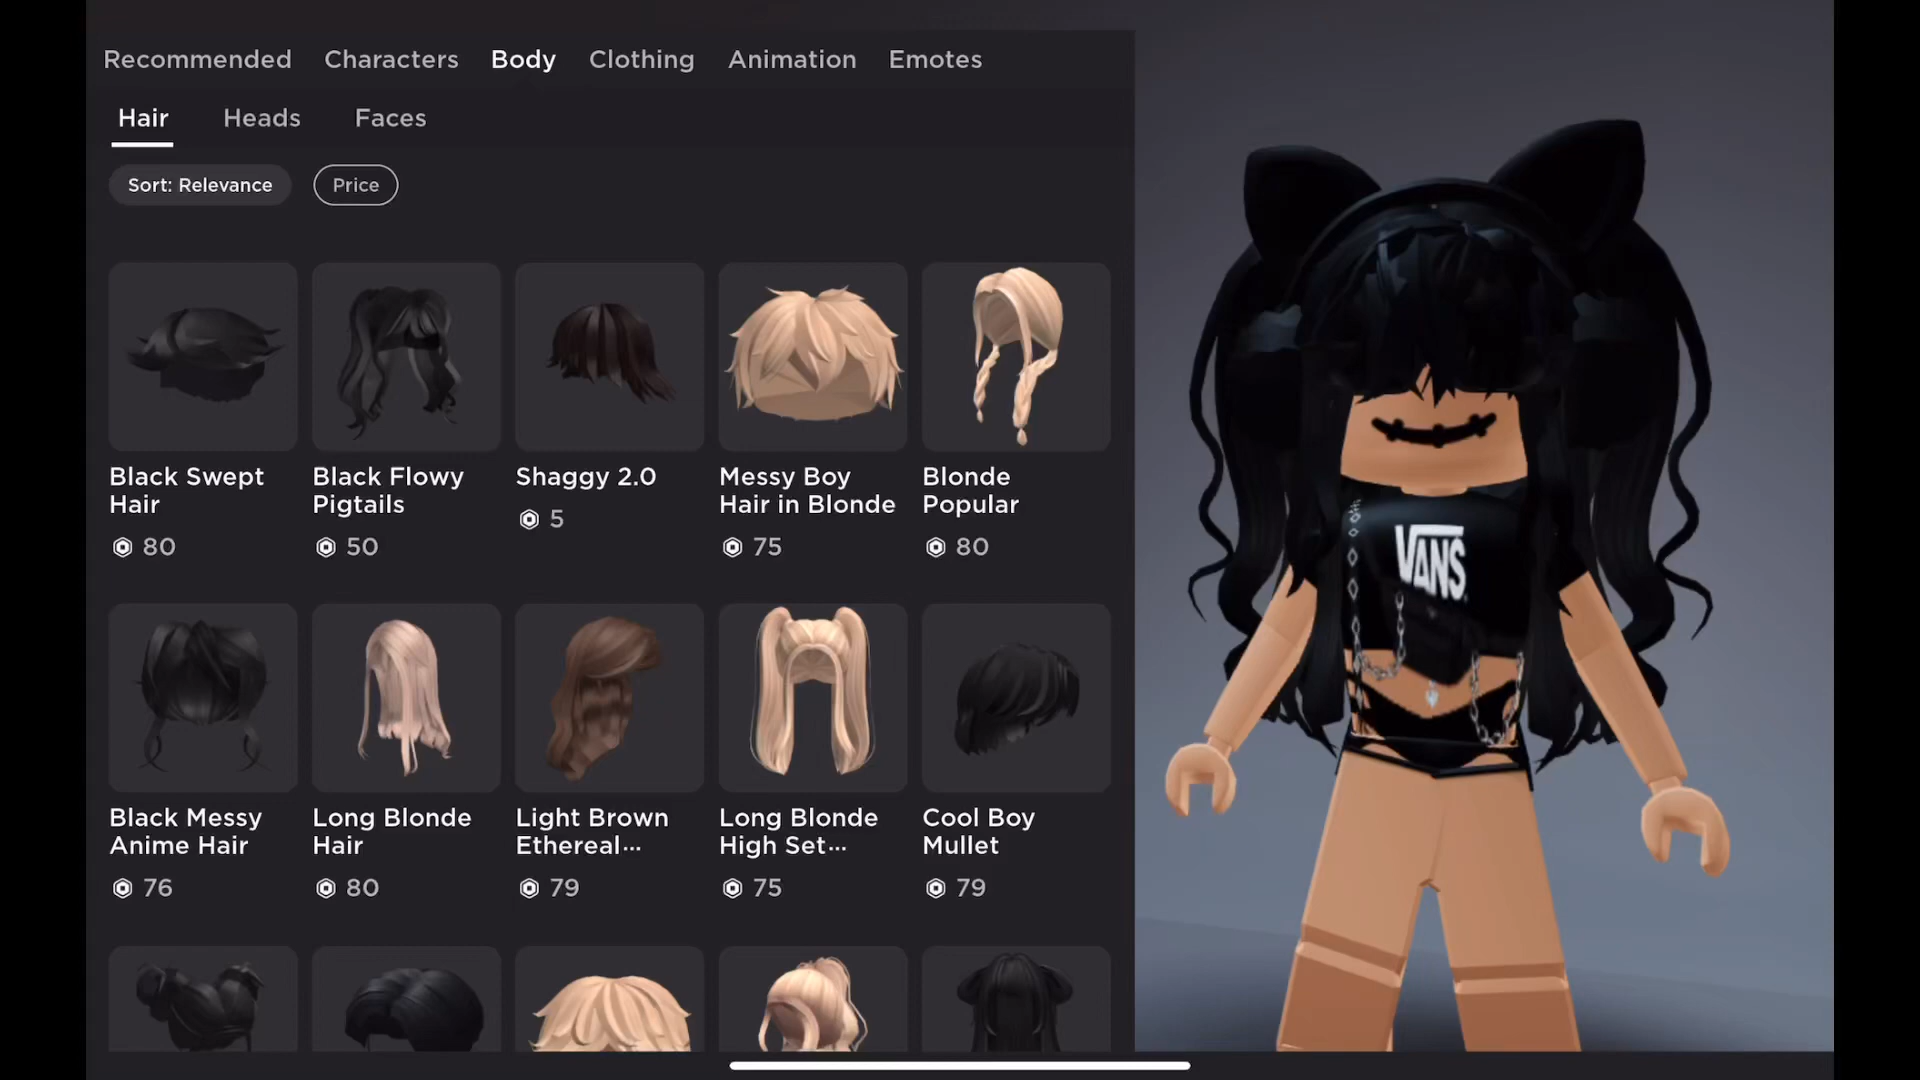 Recommended Characters Body Clothing Animation Emotes
Hair Heads Faces
Sort: Relevance Price
Black Swept Hair
80
Black Flowy Pigtails
50
Shaggy 2.0
5
Messy Boy Hair in Blonde
75
Blonde Popular
80
Black Messy Anime Hair
76
Long Blonde Hair
80
Light Brown Ethereal...
79
Long Blonde High Set...
75
Cool Boy Mullet
79
VANS